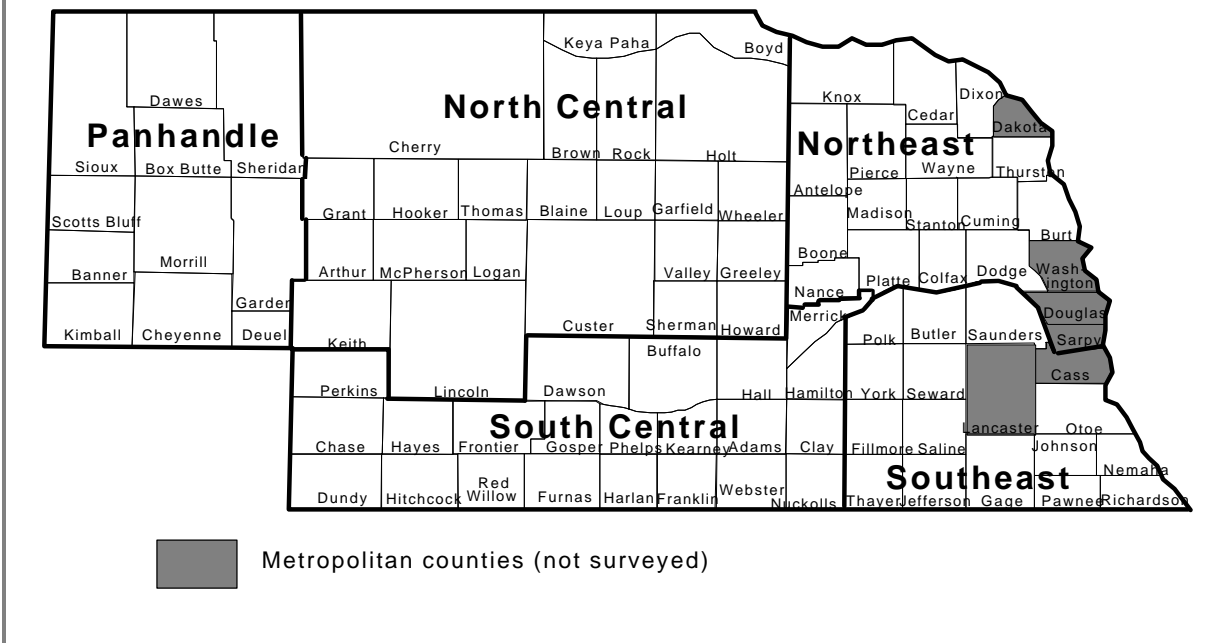 Keya Paha
Boyd
Dawes
North Central
Knox
Cedar
Dixon
Dakota
Panhandle
Cherry
Brown
Rock
Holt
Northeast
Sioux
Box Butte
Sheridan
Pierce
Wayne
Thurston
Antelope
Scotts Bluff
Grant
Hooker
Thomas
Blaine
Loup
Garfield
Wheeler
Madison
Stanton
Cuming
Burt
Banner
Morrill
Arthur
McPherson
Logan
Valley
Greeley
Boone
Platte
Colfax
Dodge
Wash-
ington
Nance
Garden
Kimball
Cheyenne
Deuel
Keith
Custer
Sherman
Howard
Merrick
Polk
Butler
Saunders
Douglas
Sarpy
Buffalo
Perkins
Lincoln
Dawson
Hall
Hamilton
York
Seward
Cass
South Central
Lancaster
Otoe
Chase
Hayes
Frontier
Gosper
Phelps
Kearney
Adams
Clay
Fillmore
Saline
Johnson
Southeast
Nemaha
Dundy
Hitchcock
Red
Willow
Furnas
Harlan
Franklin
Webster
Nuckolls
Thayer
Jefferson
Gage
Pawnee
Richardson
Metropolitan counties (not surveyed)